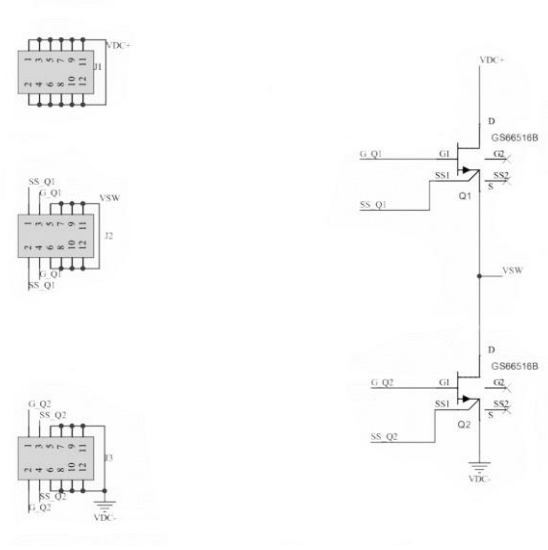 VDC+
1 3 5 7 9 11
J1
2 4 6 8 10 12
SS_Q1
G_Q1
VSW
1 3 5 7 9 11
J2
2 4 6 8 10 12
G_Q1
SS_Q1
G_Q2
SS_Q2
1 3 5 7 9 11
J3
2 4 6 8 10 12
SS_Q2
G_Q2
VDC-
VDC+
D
GS66516B
G_Q1
G1
G2
SS1
SS2
S
Q1
SS_Q1
VSW
D
GS66516B
G_Q2
G1
G2
SS1
SS2
S
Q2
SS_Q2
VDC-